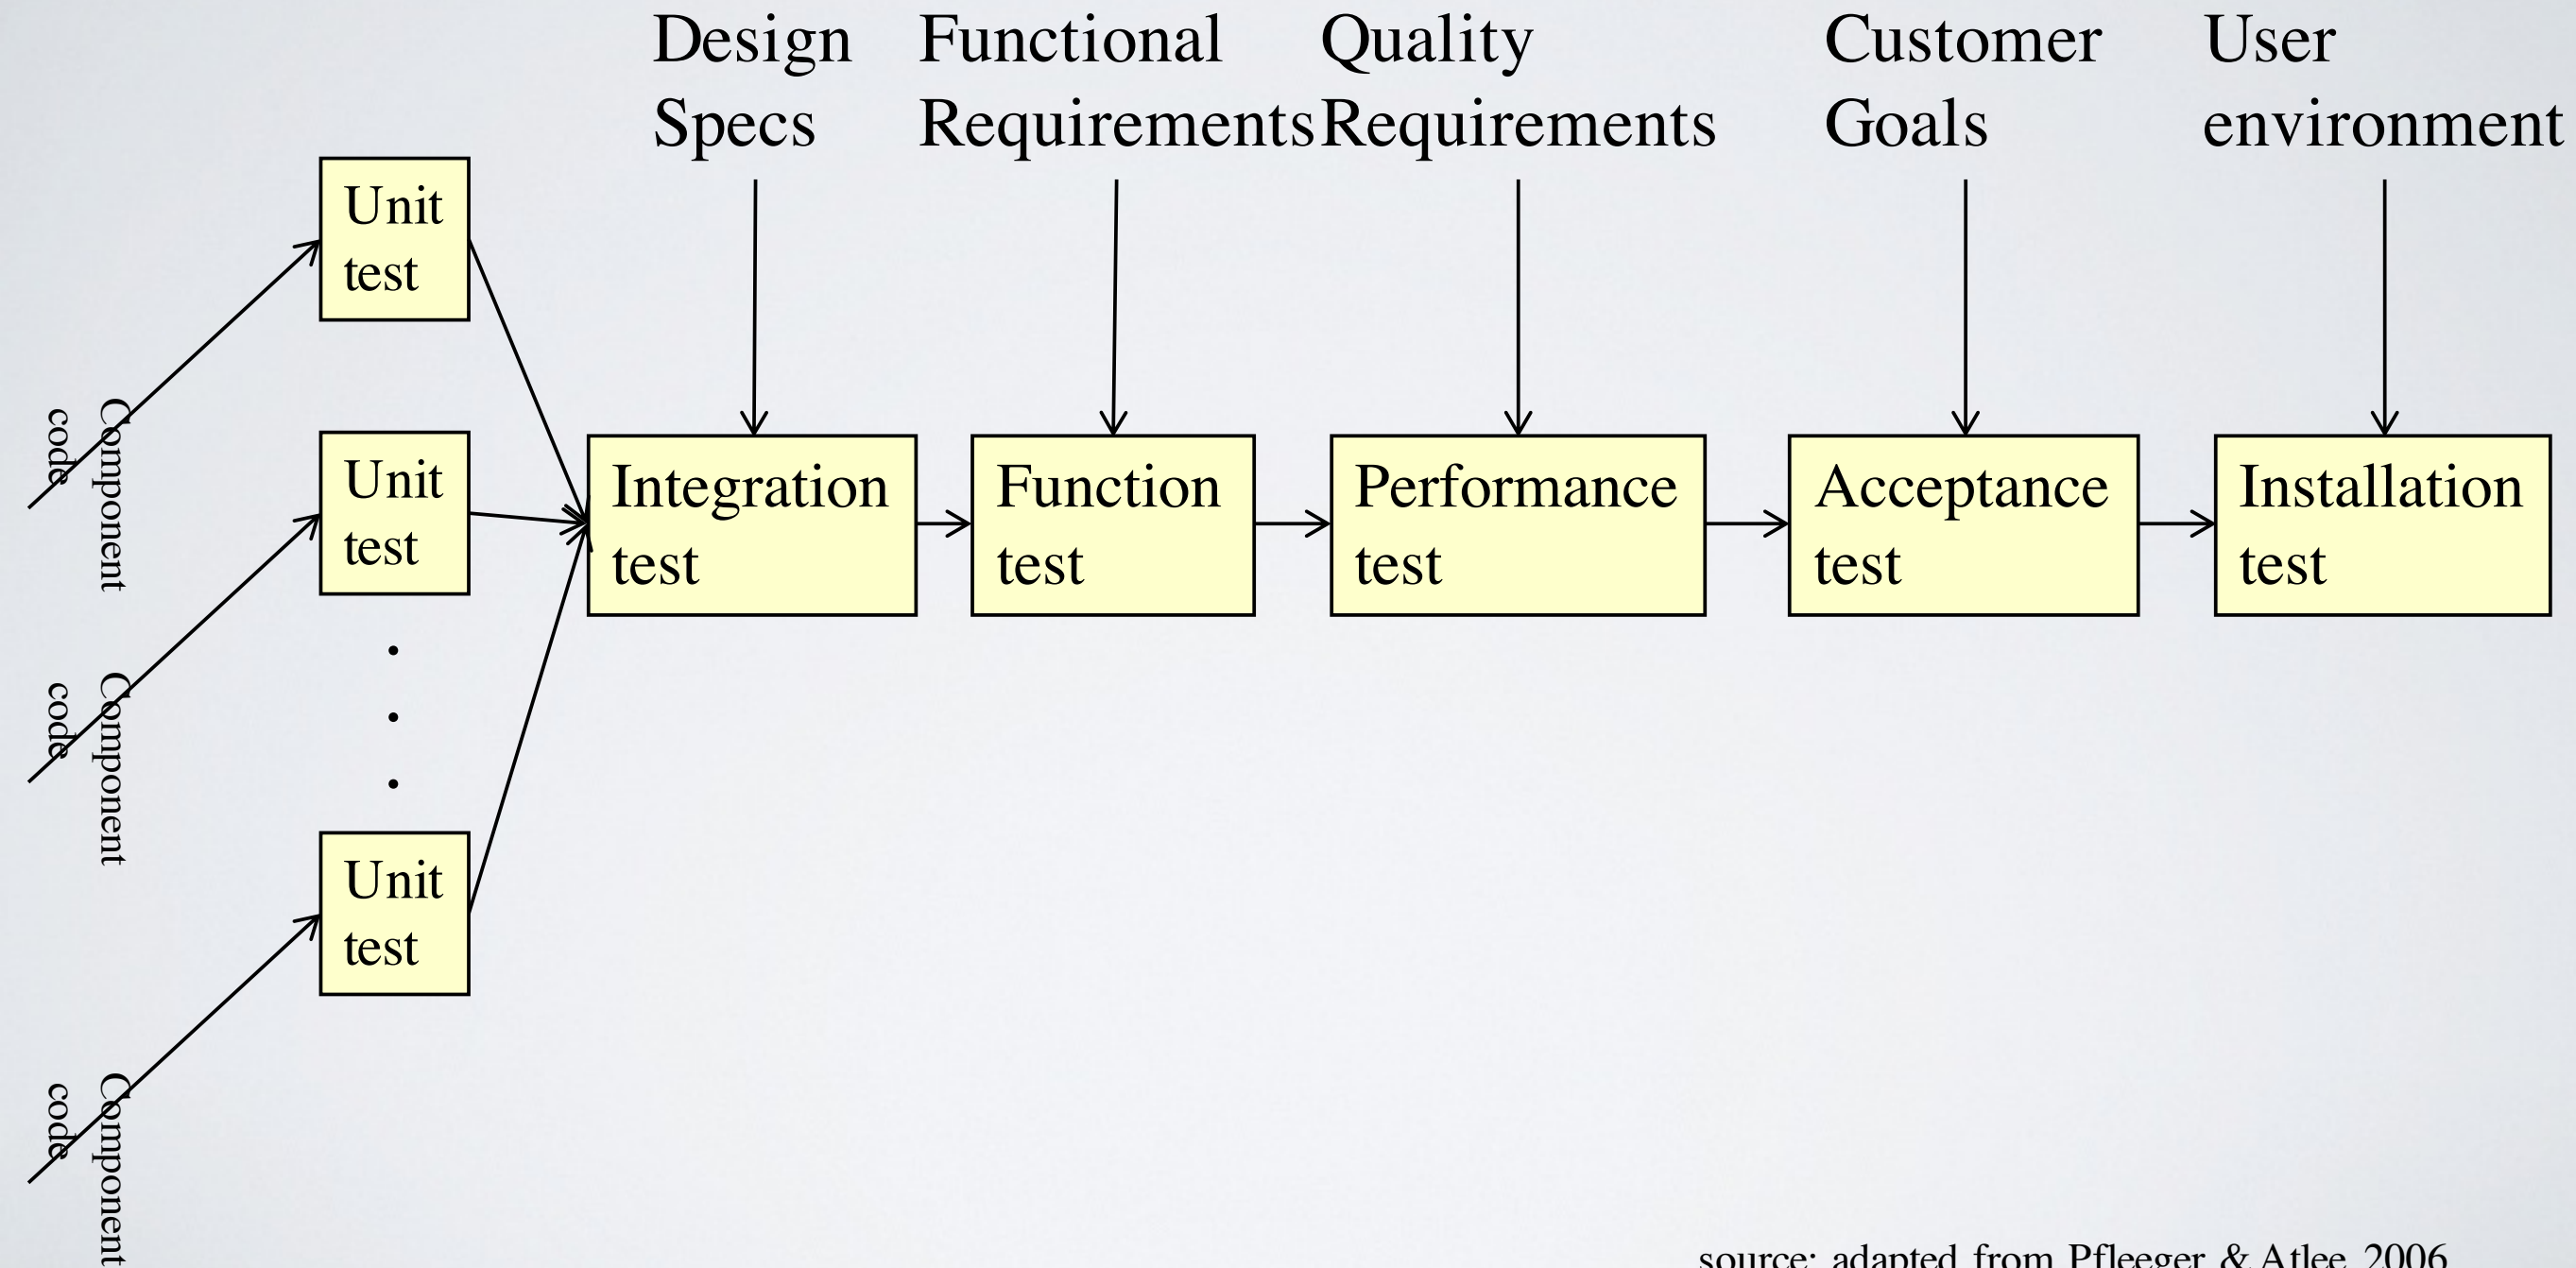 Design
Specs
Functional
Requirements
Quality
Requirements
Customer
Goals
User
environment
Unit
test
Component
code
Unit
test
Component
code
Integration
test
Function
test
Performance
test
Acceptance
test
Installation
test
Unit
test
Component
code
source: adapted from Pfleeger & Atlee 2006